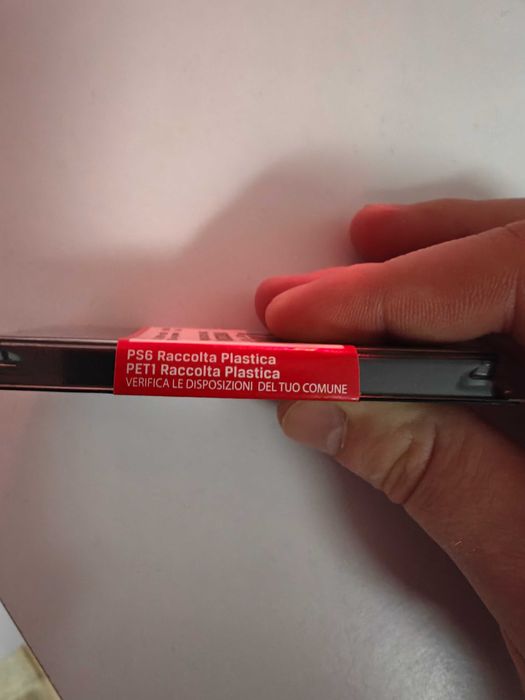 PS6 Raccolta Plastica
PET1 Raccolta Plastica
VERIFICA LE DISPOSIZIONI DEL TUO COMUNE